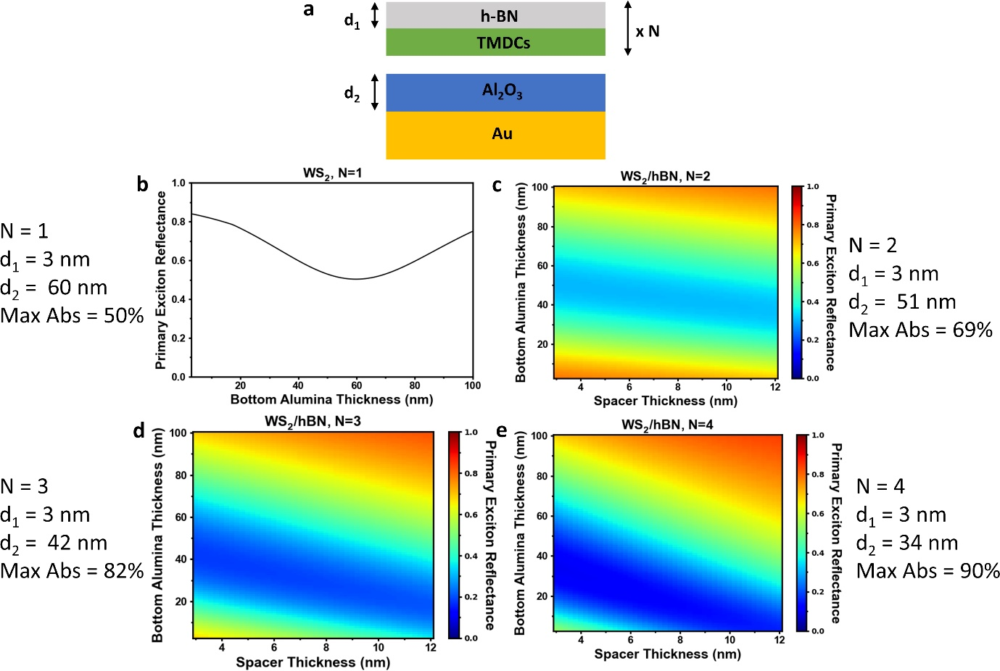 a
d₁
h-BN
TMDCs
x N
d₂
Al₂O₃
Au
b
WS₂, N=1
Primary Exciton Reflectance
1.0
0.8
0.6
0.4
0.2
0.0
20
40
60
80
100
Bottom Alumina Thickness (nm)
N = 1
d₁ = 3 nm
d₂ =  60 nm
Max Abs = 50%
c
WS₂/hBN, N=2
Bottom Alumina Thickness (nm)
100
80
60
40
20
4
6
8
10
12
Spacer Thickness (nm)
1.0
0.8
0.6
0.4
0.2
0.0
Primary Exciton Reflectance
N = 2
d₁ = 3 nm
d₂ =  51 nm
Max Abs = 69%
d
WS₂/hBN, N=3
Bottom Alumina Thickness (nm)
100
80
60
40
20
4
6
8
10
12
Spacer Thickness (nm)
1.0
0.8
0.6
0.4
0.2
0.0
Primary Exciton Reflectance
N = 3
d₁ = 3 nm
d₂ =  42 nm
Max Abs = 82%
e
WS₂/hBN, N=4
Bottom Alumina Thickness (nm)
100
80
60
40
20
4
6
8
10
12
Spacer Thickness (nm)
1.0
0.8
0.6
0.4
0.2
0.0
Primary Exciton Reflectance
N = 4
d₁ = 3 nm
d₂ = 34 nm
Max Abs = 90%